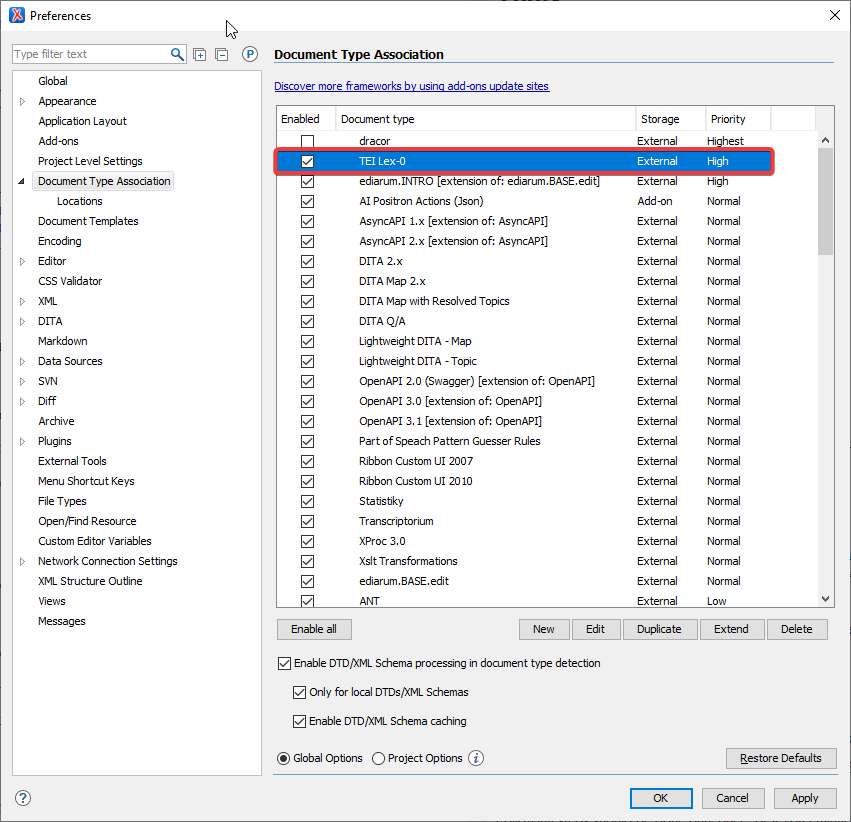 Preferences
Type filter text
P
Global
Appearance
Application Layout
Add-ons
Project Level Settings
Document Type Association
Locations
Document Templates
Encoding
Editor
CSS Validator
XML
DITA
Markdown
Data Sources
SVN
Diff
Archive
Plugins
External Tools
Menu Shortcut Keys
File Types
Open/Find Resource
Custom Editor Variables
Network Connection Settings
XML Structure Outline
Views
Messages
Document Type Association
Discover more frameworks by using add-ons update sites
Enabled Document type Storage Priority
dracor External Highest
TEI Lex-0 External High
ediarum.INTRO [extension of: ediarum.BASE.edit] External High
AI Positron Actions (Json) Add-on Normal
AsyncAPI 1.x [extension of: AsyncAPI] External Normal
AsyncAPI 2.x [extension of: AsyncAPI] External Normal
DITA 2.x External Normal
DITA Map 2.x External Normal
DITA Map with Resolved Topics External Normal
DITA Q/A External Normal
Lightweight DITA - Map External Normal
Lightweight DITA - Topic External Normal
OpenAPI 2.0 (Swagger) [extension of: OpenAPI] External Normal
OpenAPI 3.0 [extension of: OpenAPI] External Normal
OpenAPI 3.1 [extension of: OpenAPI] External Normal
Part of Speach Pattern Guesser Rules External Normal
Ribbon Custom UI 2007 External Normal
Ribbon Custom UI 2010 External Normal
Statistiky External Normal
Transcriptorium External Normal
XProc 3.0 External Normal
Xslt Transformations External Normal
ediarum.BASE.edit External Normal
ANT External Low
Enable all New Edit Duplicate Extend Delete
Enable DTD/XML Schema processing in document type detection
Only for local DTDs/XML Schemas
Enable DTD/XML Schema caching
Global Options Project Options i Restore Defaults
? OK Cancel Apply